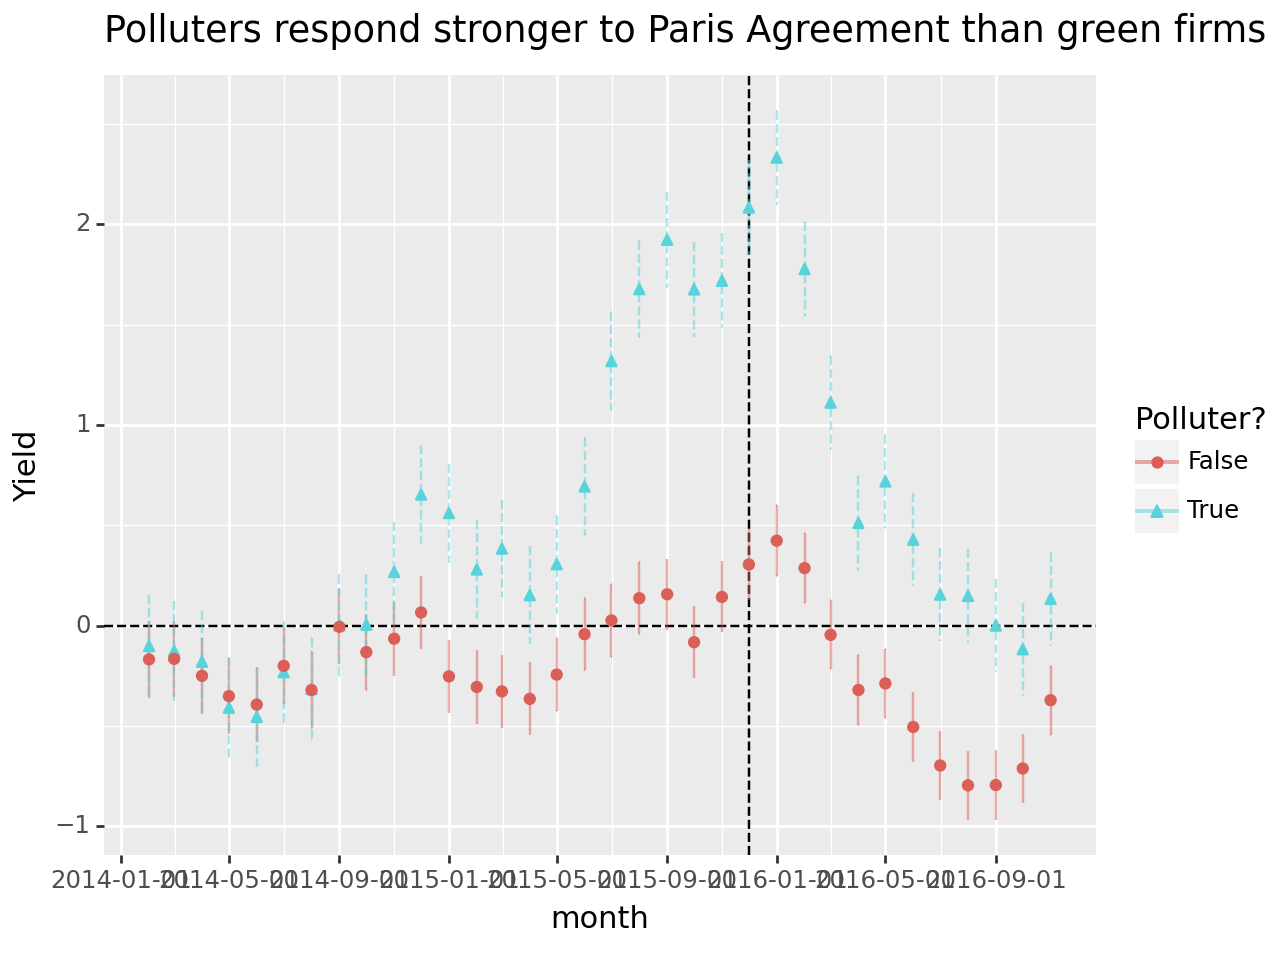 Polluters respond stronger to Paris Agreement than green firms
Yield
2
1
0
−1
2014-01-01 2014-05-01 2014-09-01 2015-01-01 2015-05-01 2015-09-01 2016-01-01 2016-05-01 2016-09-01
month
Polluter?
False
True